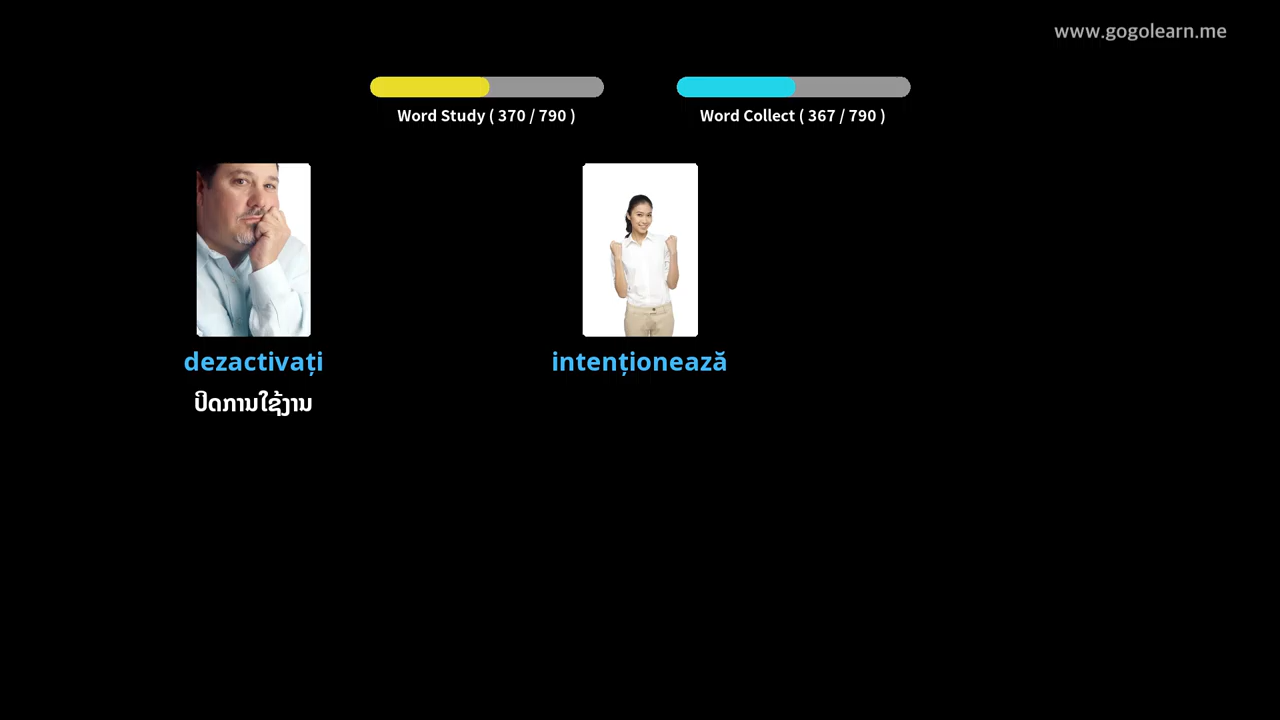 www.gogolearn.me
Word Study ( 370 / 790 )
Word Collect ( 367 / 790 )
dezactivați
intenționează
ປິດການໃຊ້ງານ